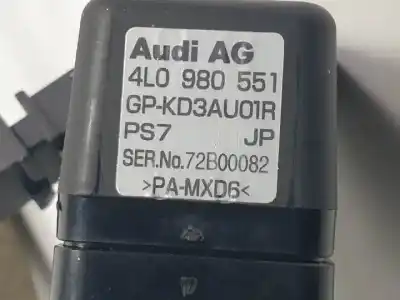 Audi AG
4L0 980 551
GP-KD3AU01R
PS7 JP
SER.No.72B00082
>PA-MXD6<